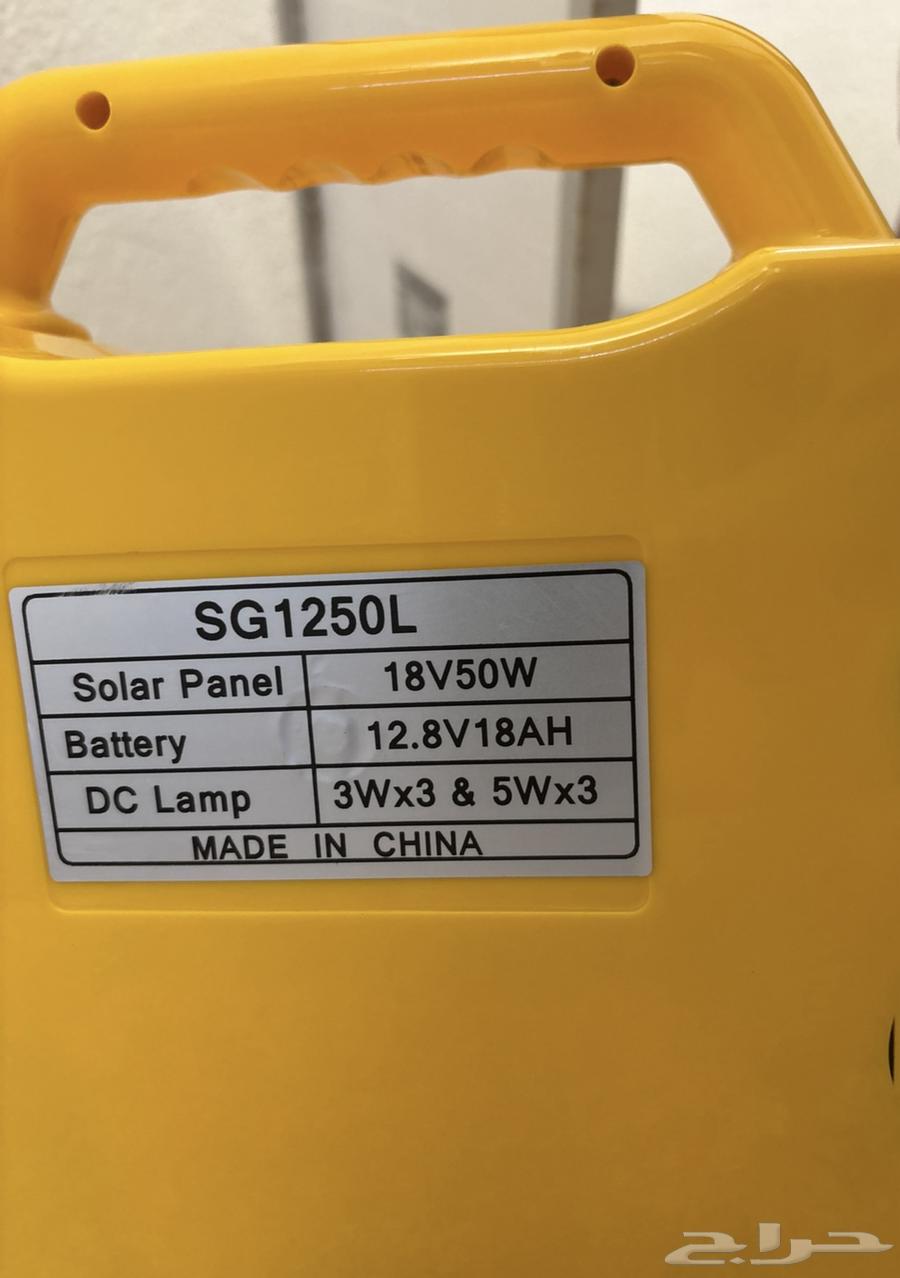 SG1250L
Solar Panel 18V50W
Battery 12.8V18AH
DC Lamp 3Wx3 & 5Wx3
MADE IN CHINA
حراج